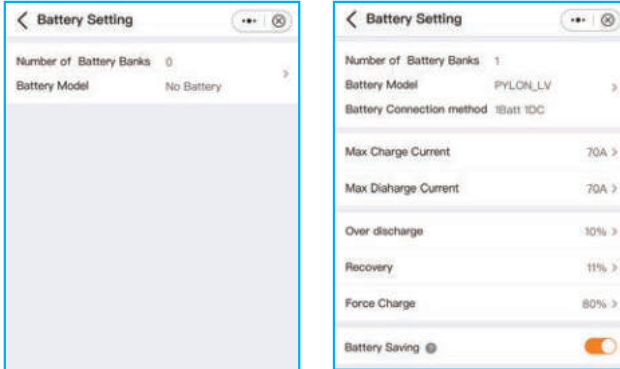 Battery Setting
Number of Battery Banks 0
Battery Model No Battery
Battery Setting
Number of Battery Banks 1
Battery Model PYLON_LV
Battery Connection method 1Batt 1DC
Max Charge Current 70A
Max Diaharge Current 70A
Over discharge 10%
Recovery 11%
Force Charge 80%
Battery Saving